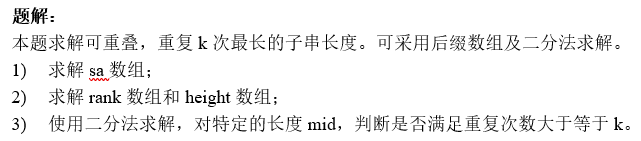 题解：
本题求解可重叠，重复 k 次最长的子串长度。可采用后缀数组及二分法求解。
1) 求解 sa 数组；
2) 求解 rank 数组和 height 数组；
3) 使用二分法求解，对特定的长度 mid，判断是否满足重复次数大于等于 k。